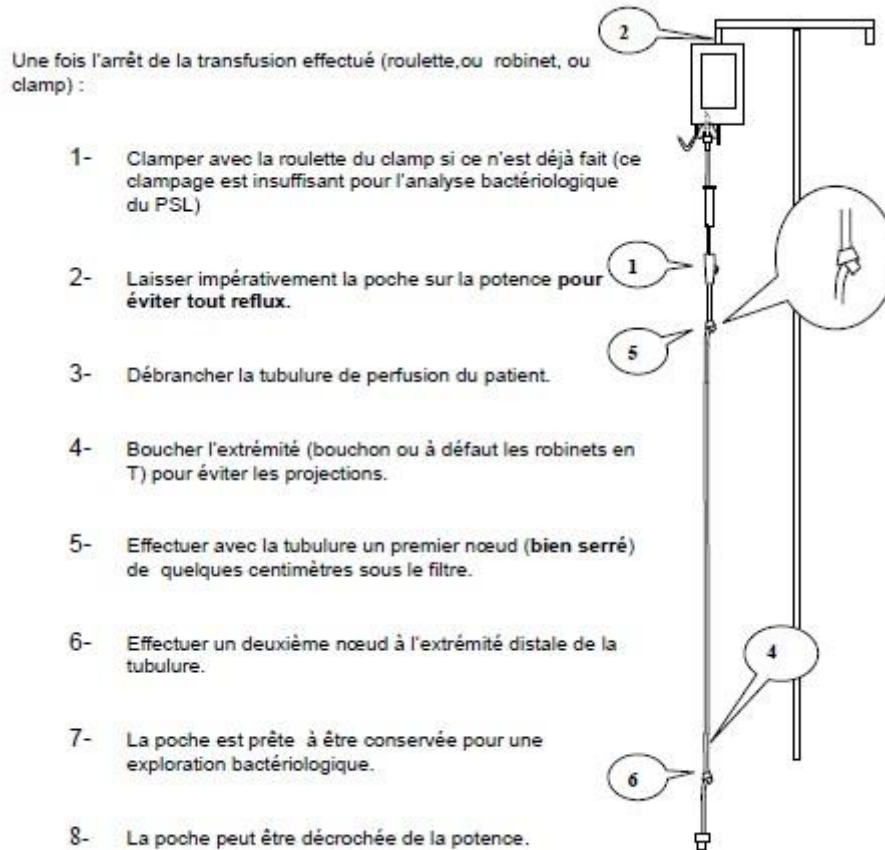 Une fois l'arrêt de la transfusion effectué (roulette,ou robinet, ou
clamp) :
1- Clamper avec la roulette du clamp si ce n'est déjà fait (ce
clampage est insuffisant pour l'analyse bactériologique
du PSL)
2- Laisser impérativement la poche sur la potence pour
éviter tout reflux.
3- Débrancher la tubulure de perfusion du patient.
4- Boucher l'extrémité (bouchon ou à défaut les robinets en
T) pour éviter les projections.
5- Effectuer avec la tubulure un premier nœud (bien serré)
de quelques centimètres sous le filtre.
6- Effectuer un deuxième nœud à l'extrémité distale de la
tubulure.
7- La poche est prête à être conservée pour une
exploration bactériologique.
8- La poche peut être décrochée de la potence.
2
1
5
4
6